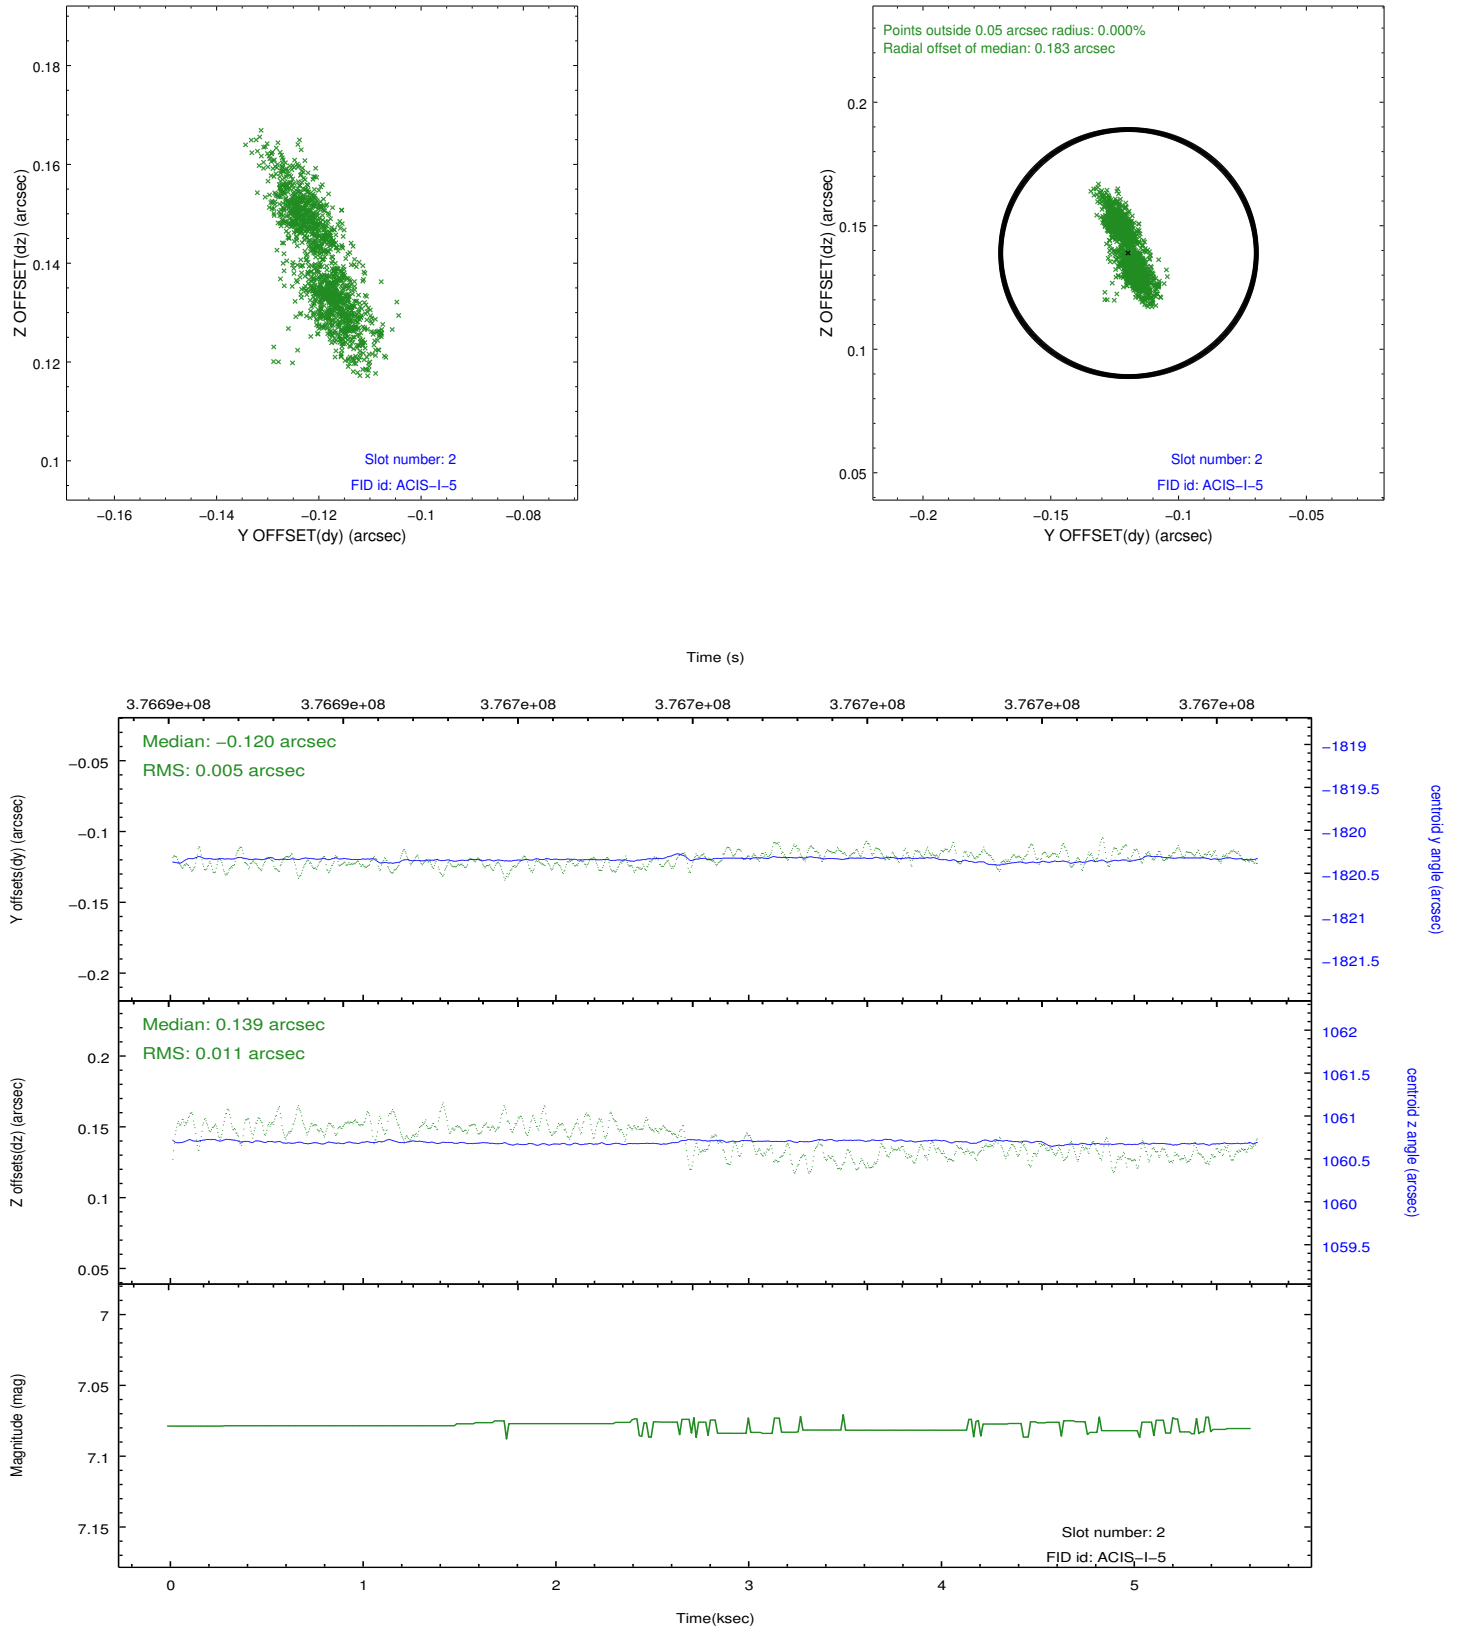 0.18
0.16
0.14
0.12
0.1
Z OFFSET(dz) (arcsec)
Slot number: 2
FID id: ACIS−I−5
−0.16
−0.14
−0.12
−0.1
−0.08
Y OFFSET(dy) (arcsec)
Points outside 0.05 arcsec radius: 0.000%
Radial offset of median: 0.183 arcsec
0.2
0.15
0.1
0.05
Z OFFSET(dz) (arcsec)
Slot number: 2
FID id: ACIS−I−5
−0.2
−0.15
−0.1
−0.05
Y OFFSET(dy) (arcsec)
Time (s)
3.7669e+08
3.7669e+08
3.767e+08
3.767e+08
3.767e+08
3.767e+08
3.767e+08
Median: −0.120 arcsec
RMS: 0.005 arcsec
−0.05
−0.1
−0.15
−0.2
Y offsets(dy) (arcsec)
−1819
−1819.5
−1820
−1820.5
−1821
−1821.5
centroid y angle (arcsec)
Median: 0.139 arcsec
RMS: 0.011 arcsec
0.2
0.15
0.1
0.05
Z offsets(dz) (arcsec)
1062
1061.5
1061
1060.5
1060
1059.5
centroid z angle (arcsec)
7
7.05
7.1
7.15
Magnitude (mag)
Slot number: 2
FID id: ACIS−I−5
0
1
2
3
4
5
Time(ksec)